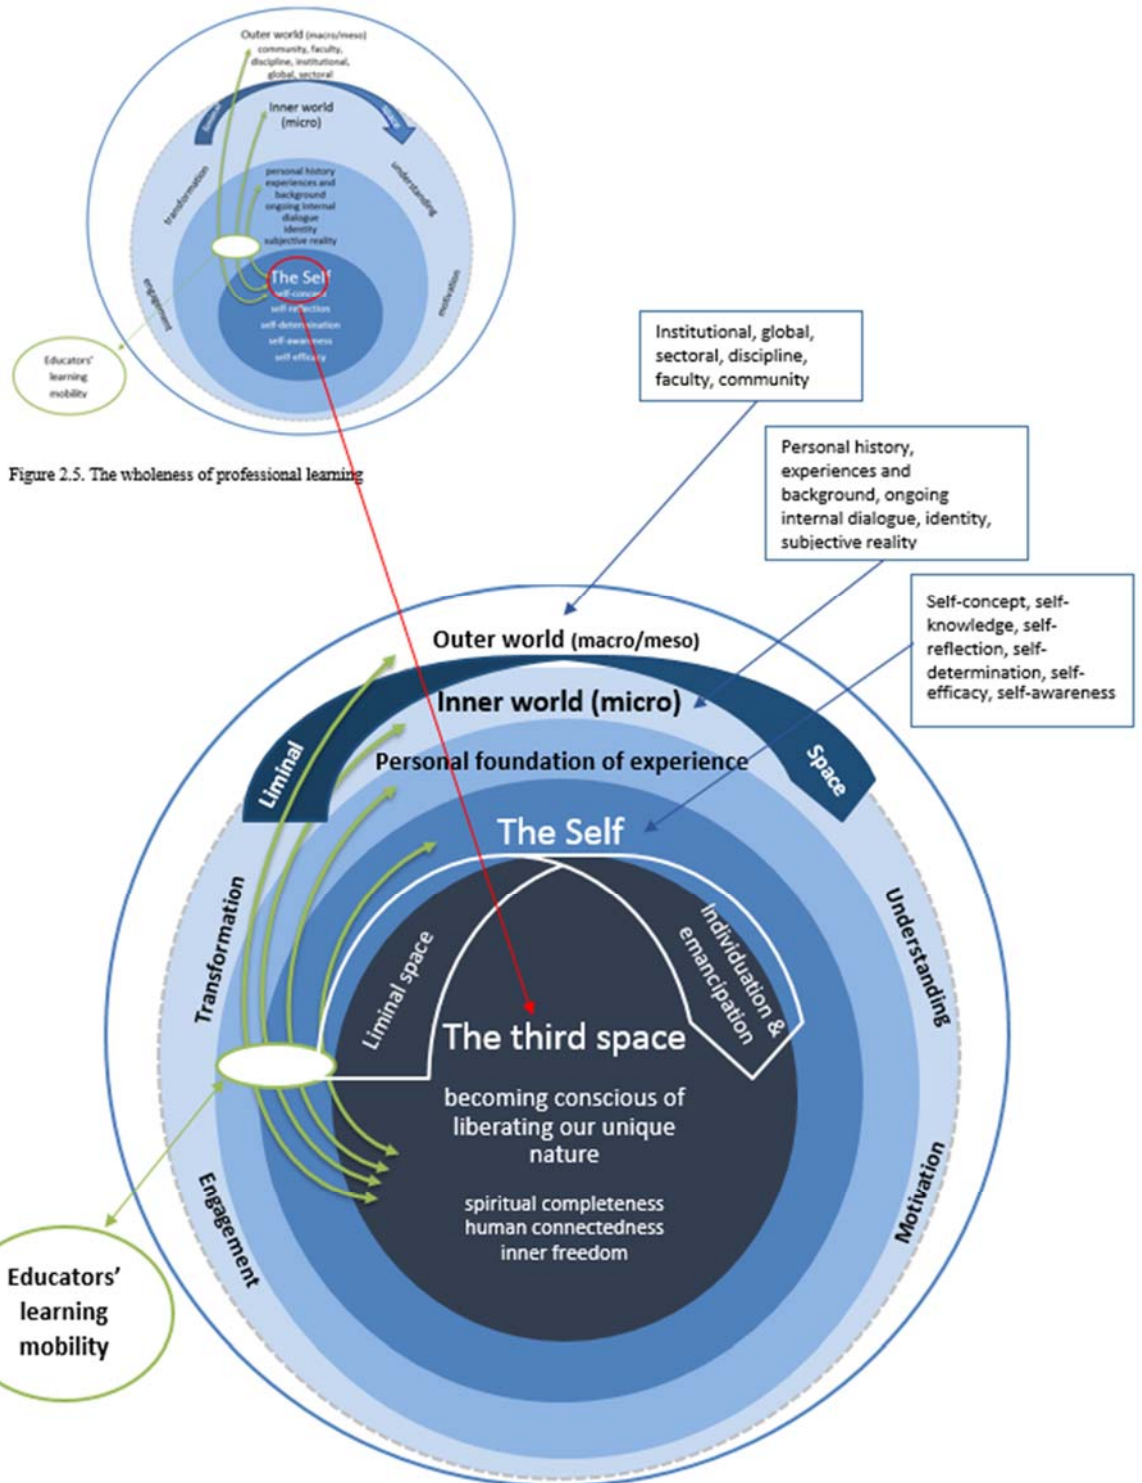 Outer world (macro/meso)
community, faculty,
discipline, institutional,
global, sectoral
space
Inner world
(micro)
transformation
understanding
personal history
experiences and
background
ongoing internal
dialogue
identity
subjective reality
engagement
motivation
The Self
self-concept
self-reflection
self-determination
self-awareness
self-efficacy
Educators'
learning
mobility
Figure 2.5. The wholeness of professional learning
Institutional, global,
sectoral, discipline,
faculty, community
Personal history,
experiences and
background, ongoing
internal dialogue, identity,
subjective reality
Self-concept, self-
knowledge, self-
reflection, self-
determination, self-
efficacy, self-awareness
Outer world (macro/meso)
Inner world (micro)
Liminal
Space
Personal foundation of experience
The Self
Transformation
Understanding
Liminal space
Individuation &
emancipation
The third space
becoming conscious of
liberating our unique
nature
spiritual completeness
human connectedness
inner freedom
Engagement
Motivation
Educators'
learning
mobility